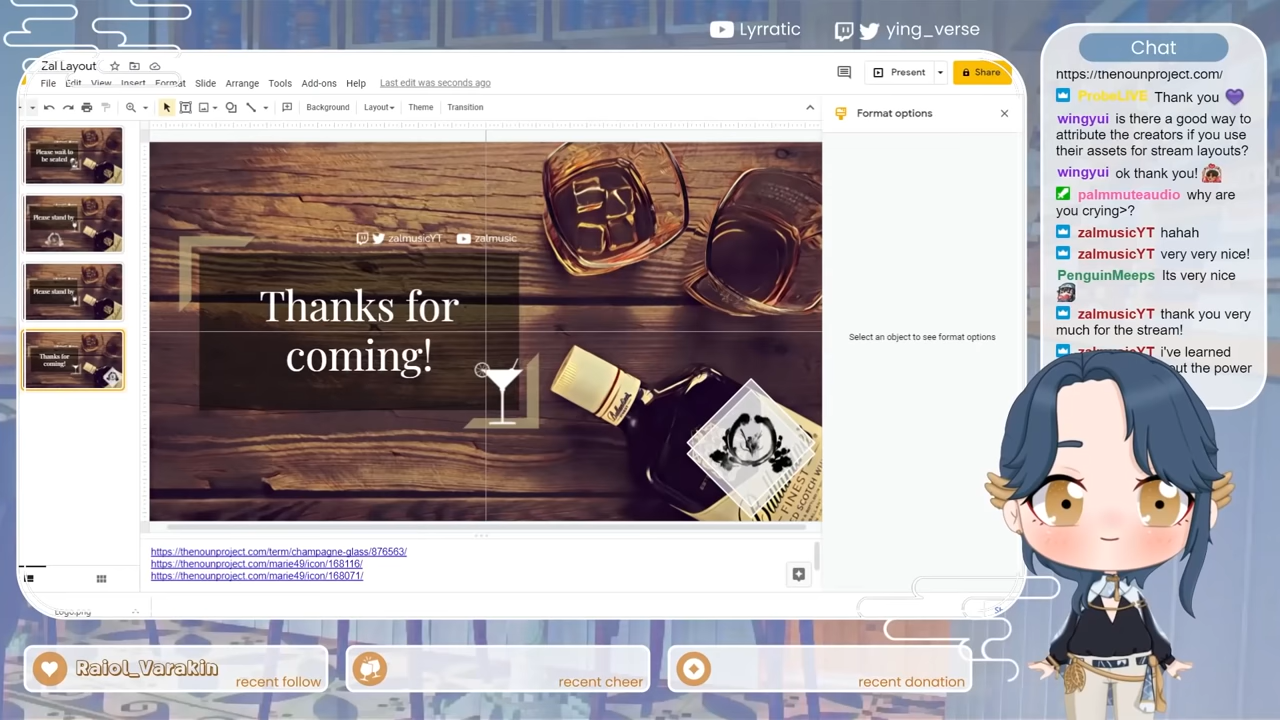 Lyrratic
ying_verse
Zal Layout
File Edit View Insert Format Slide Arrange Tools Add-ons Help Last edit was seconds ago
Present
Share
Background Layout Theme Transition
Format options
Select an object to see format options
Please wait to
be seated
Please stand by
Please stand by
Thanks for
coming!
zalmusicYT zalmusic
Thanks for
coming!
FINEST
SCOTCH
https://thenounproject.com/term/champagne-glass/876563/
https://thenounproject.com/marie49/icon/168116/
https://thenounproject.com/marie49/icon/168071/
Logo.png
Chat
https://thenounproject.com/
ProbeLIVE Thank you
wingyui is there a good way to
attribute the creators if you use
their assets for stream layouts?
wingyui ok thank you!
palmmuteaudio why are
you crying>?
zalmusicYT hahah
zalmusicYT very very nice!
PenguinMeeps Its very nice
zalmusicYT thank you very
much for the stream!
zalmusicYT i've learned
the power
Raiol_Varakin
recent follow
recent cheer
recent donation